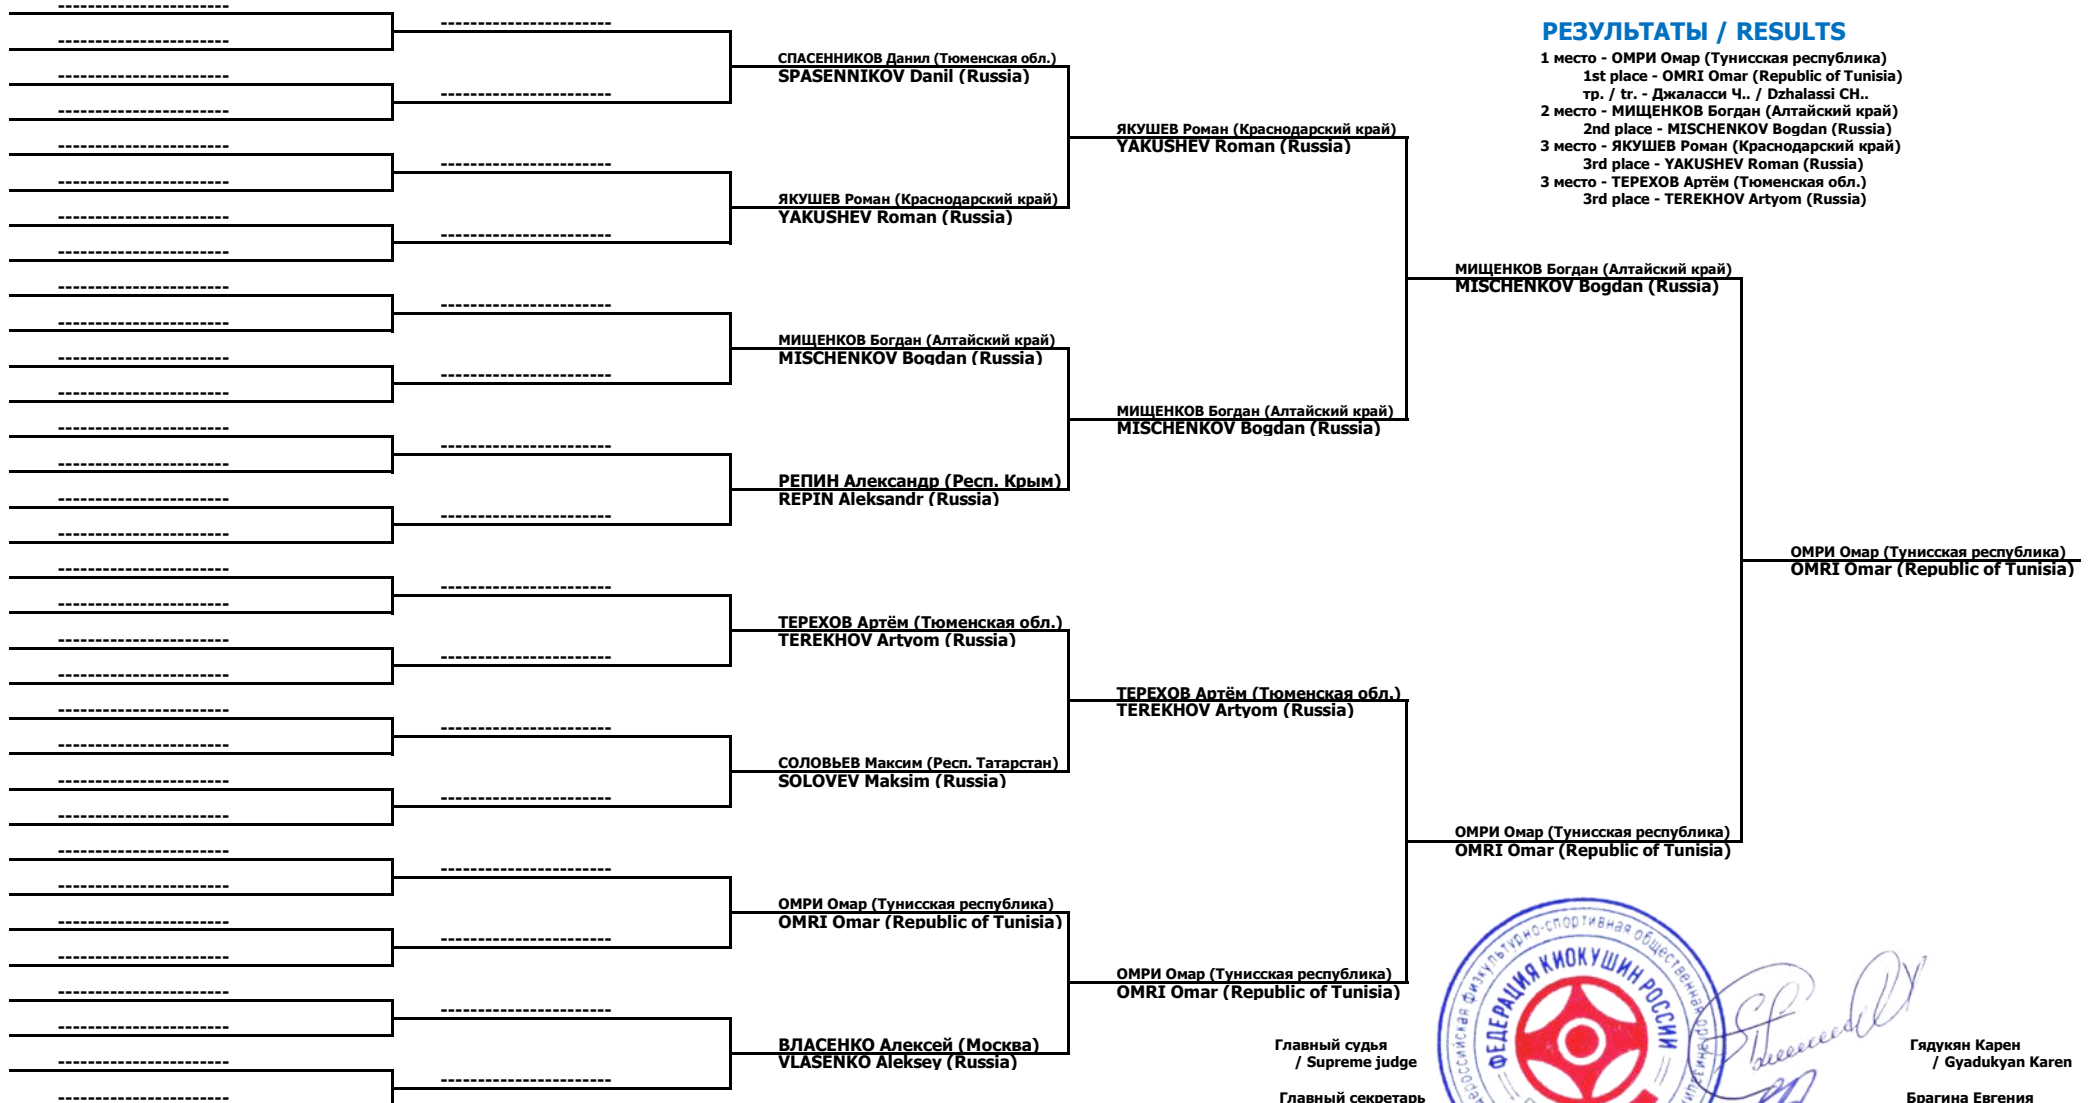 РЕЗУЛЬТАТЫ / RESULTS
1 место - ОМРИ Омар (Тунисская республика)
1st place - OMRI Omar (Republic of Tunisia)
тр. / tr. - Джаласси Ч.. / Dzhalassi CH..
2 место - МИЩЕНКОВ Богдан (Алтайский край)
2nd place - MISCHENKOV Bogdan (Russia)
3 место - ЯКУШЕВ Роман (Краснодарский край)
3rd place - YAKUSHEV Roman (Russia)
3 место - ТЕРЕХОВ Артём (Тюменская обл.)
3rd place - TEREKHOV Artyom (Russia)
СПАСЕННИКОВ Данил (Тюменская обл.)
SPASENNIKOV Danil (Russia)
ЯКУШЕВ Роман (Краснодарский край)
YAKUSHEV Roman (Russia)
МИЩЕНКОВ Богдан (Алтайский край)
MISCHENKOV Bogdan (Russia)
РЕПИН Александр (Респ. Крым)
REPIN Aleksandr (Russia)
ТЕРЕХОВ Артём (Тюменская обл.)
TEREKHOV Artyom (Russia)
СОЛОВЬЕВ Максим (Респ. Татарстан)
SOLOVEV Maksim (Russia)
ОМРИ Омар (Тунисская республика)
OMRI Omar (Republic of Tunisia)
ВЛАСЕНКО Алексей (Москва)
VLASENKO Aleksey (Russia)
ЯКУШЕВ Роман (Краснодарский край)
YAKUSHEV Roman (Russia)
МИЩЕНКОВ Богдан (Алтайский край)
MISCHENKOV Bogdan (Russia)
ТЕРЕХОВ Артём (Тюменская обл.)
TEREKHOV Artyom (Russia)
ОМРИ Омар (Тунисская республика)
OMRI Omar (Republic of Tunisia)
МИЩЕНКОВ Богдан (Алтайский край)
MISCHENKOV Bogdan (Russia)
ОМРИ Омар (Тунисская республика)
OMRI Omar (Republic of Tunisia)
ОМРИ Омар (Тунисская республика)
OMRI Omar (Republic of Tunisia)
Главный судья
/ Supreme judge
Гядукян Карен
/ Gyadukyan Karen
Главный секретарь
Брагина Евгения
физкультурно-спортивная общественная
ФЕДЕРАЦИЯ КИОКУШИН РОССИИ